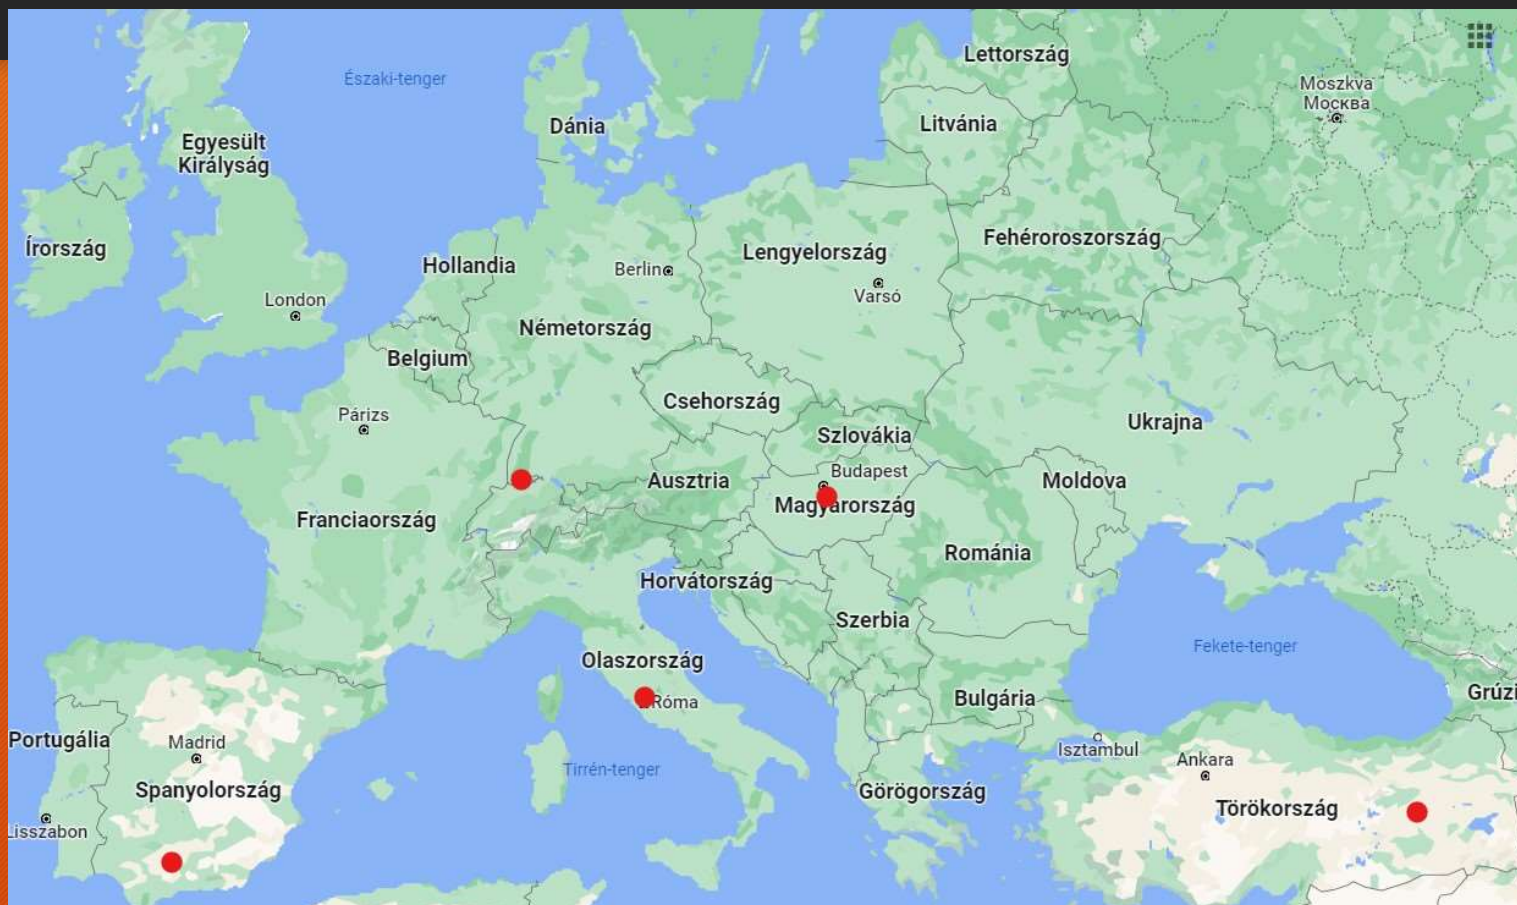 Lettország
Északi-tenger
Moszkva
Москва
Dánia
Litvánia
Egyesült
Királyság
Írország
Fehéroroszország
Lengyelország
Hollandia
Berlin
Varsó
London
Németország
Belgium
Csehország
Párizs
Ukrajna
Szlovákia
Budapest
Ausztria
Moldova
Magyarország
Franciaország
Románia
Horvátország
Szerbia
Fekete-tenger
Olaszország
Grúzi
Bulgária
Róma
Portugália
Madrid
Isztambul
Ankara
Tirrén-tenger
Spanyolország
Görögország
Törökország
Lisszabon